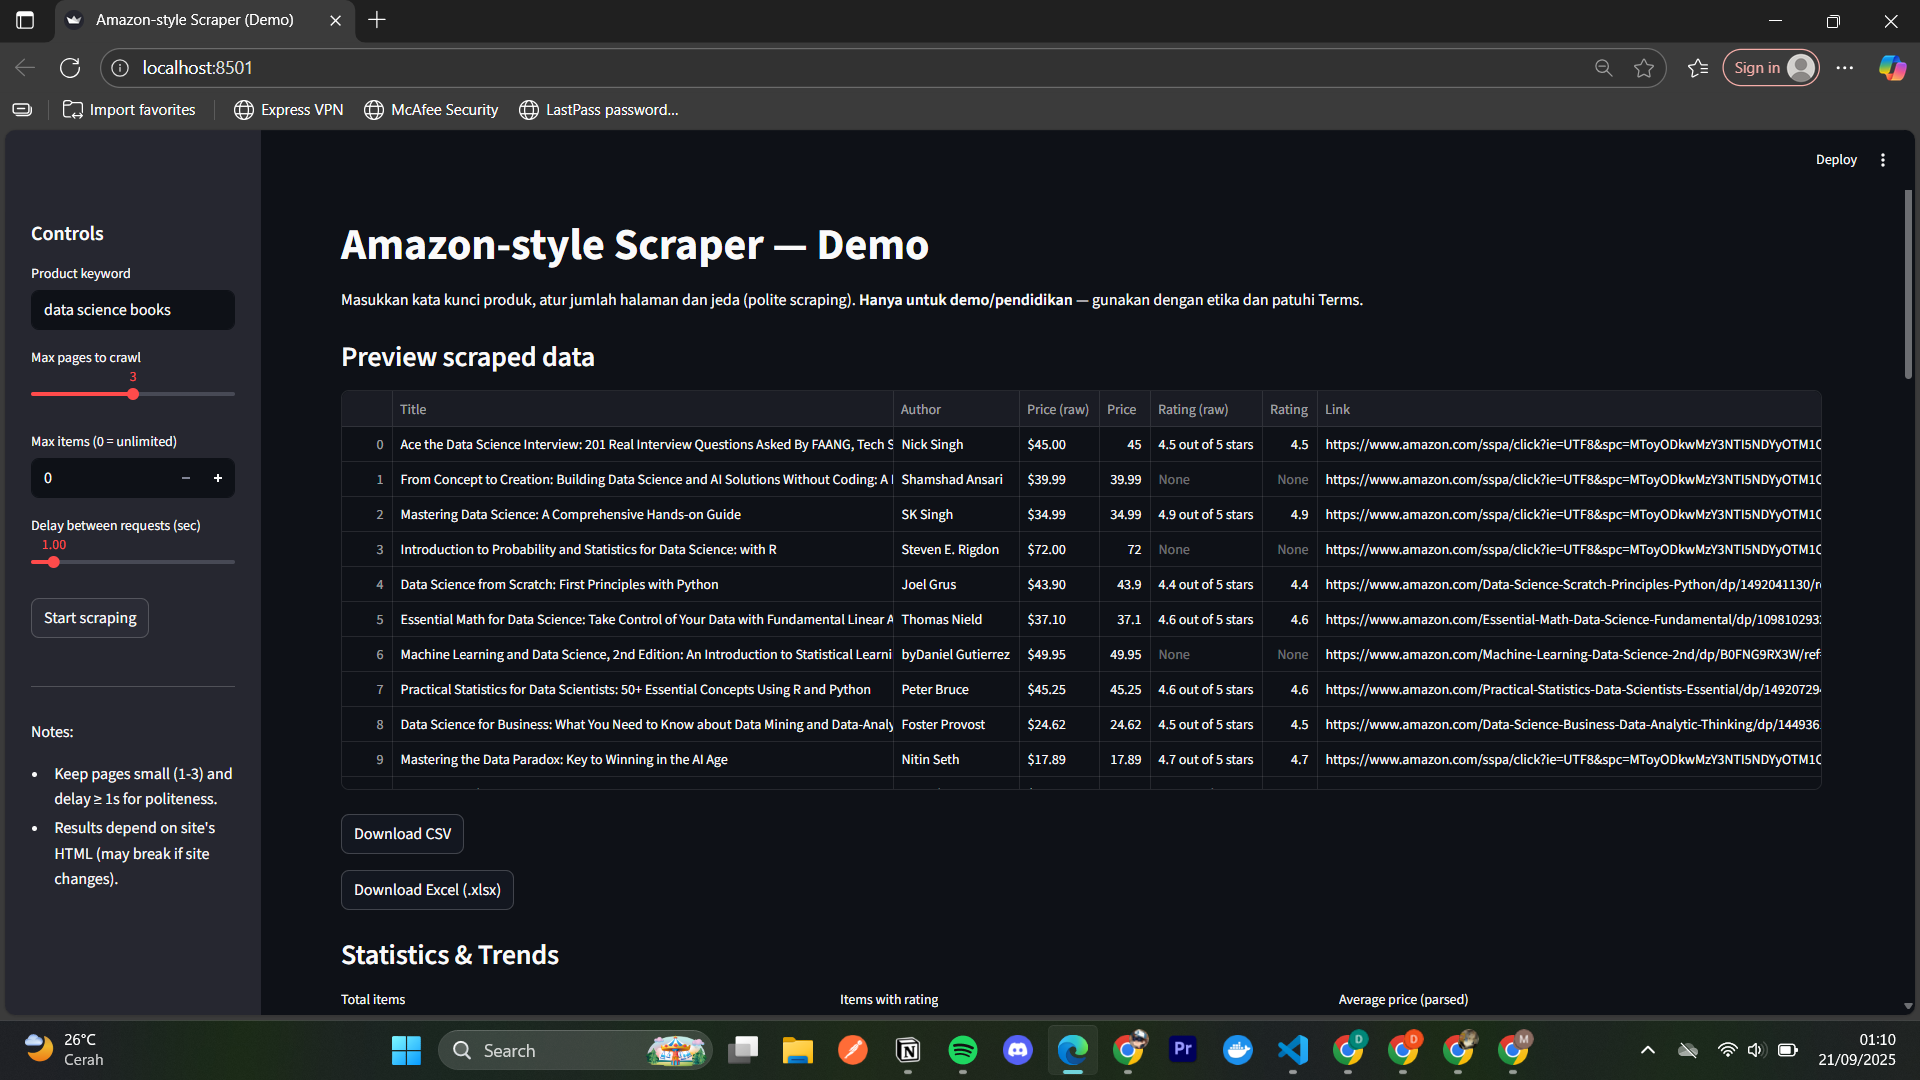 Amazon-style Scraper (Demo)
localhost:8501
Sign in
Import favorites
Express VPN
McAfee Security
LastPass password...
Deploy
Controls
Product keyword
data science books
Max pages to crawl
3
Max items (0 = unlimited)
0
Delay between requests (sec)
1.00
Start scraping
Notes:
• Keep pages small (1-3) and
delay ≥ 1s for politeness.
• Results depend on site's
HTML (may break if site
changes).
Amazon-style Scraper — Demo
Masukkan kata kunci produk, atur jumlah halaman dan jeda (polite scraping). Hanya untuk demo/pendidikan — gunakan dengan etika dan patuhi Terms.
Preview scraped data
Title Author Price (raw) Price Rating (raw) Rating Link
0 Ace the Data Science Interview: 201 Real Interview Questions Asked By FAANG, Tech S Nick Singh $45.00 45 4.5 out of 5 stars 4.5 https://www.amazon.com/sspa/click?ie=UTF8&spc=MToyODkwMzY3NTI5NDYyOTM1C
1 From Concept to Creation: Building Data Science and AI Solutions Without Coding: A Shamshad Ansari $39.99 39.99 None None https://www.amazon.com/sspa/click?ie=UTF8&spc=MToyODkwMzY3NTI5NDYyOTM1C
2 Mastering Data Science: A Comprehensive Hands-on Guide SK Singh $34.99 34.99 4.9 out of 5 stars 4.9 https://www.amazon.com/sspa/click?ie=UTF8&spc=MToyODkwMzY3NTI5NDYyOTM1C
3 Introduction to Probability and Statistics for Data Science: with R Steven E. Rigdon $72.00 72 None None https://www.amazon.com/sspa/click?ie=UTF8&spc=MToyODkwMzY3NTI5NDYyOTM1C
4 Data Science from Scratch: First Principles with Python Joel Grus $43.90 43.9 4.4 out of 5 stars 4.4 https://www.amazon.com/Data-Science-Scratch-Principles-Python/dp/1492041130/r
5 Essential Math for Data Science: Take Control of Your Data with Fundamental Linear A Thomas Nield $37.10 37.1 4.6 out of 5 stars 4.6 https://www.amazon.com/Essential-Math-Data-Science-Fundamental/dp/109810293
6 Machine Learning and Data Science, 2nd Edition: An Introduction to Statistical Learni byDaniel Gutierrez $49.95 49.95 None None https://www.amazon.com/Machine-Learning-Data-Science-2nd/dp/B0FNG9RX3W/ref
7 Practical Statistics for Data Scientists: 50+ Essential Concepts Using R and Python Peter Bruce $45.25 45.25 4.6 out of 5 stars 4.6 https://www.amazon.com/Practical-Statistics-Data-Scientists-Essential/dp/14920729
8 Data Science for Business: What You Need to Know about Data Mining and Data-Analy Foster Provost $24.62 24.62 4.5 out of 5 stars 4.5 https://www.amazon.com/Data-Science-Business-Data-Analytic-Thinking/dp/144936
9 Mastering the Data Paradox: Key to Winning in the AI Age Nitin Seth $17.89 17.89 4.7 out of 5 stars 4.7 https://www.amazon.com/sspa/click?ie=UTF8&spc=MToyODkwMzY3NTI5NDYyOTM1C
Download CSV
Download Excel (.xlsx)
Statistics & Trends
Total items Items with rating Average price (parsed)
26°C
Cerah
Search
Pr
D
D
M
01:10
21/09/2025